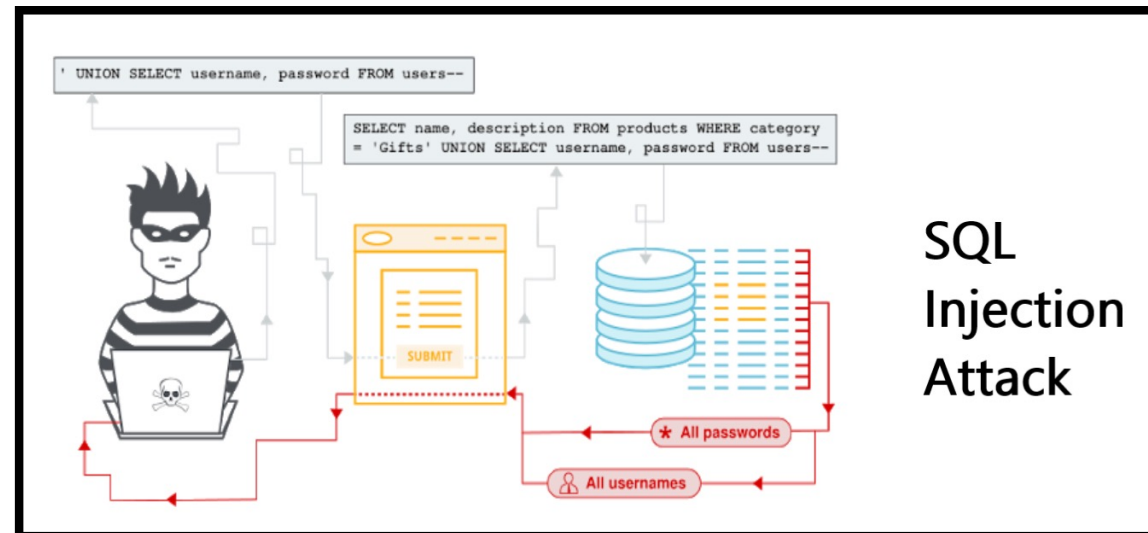 ' UNION SELECT username, password FROM users--
SELECT name, description FROM products WHERE category
= 'Gifts' UNION SELECT username, password FROM users--
SUBMIT
* All passwords
All usernames
SQL
Injection
Attack